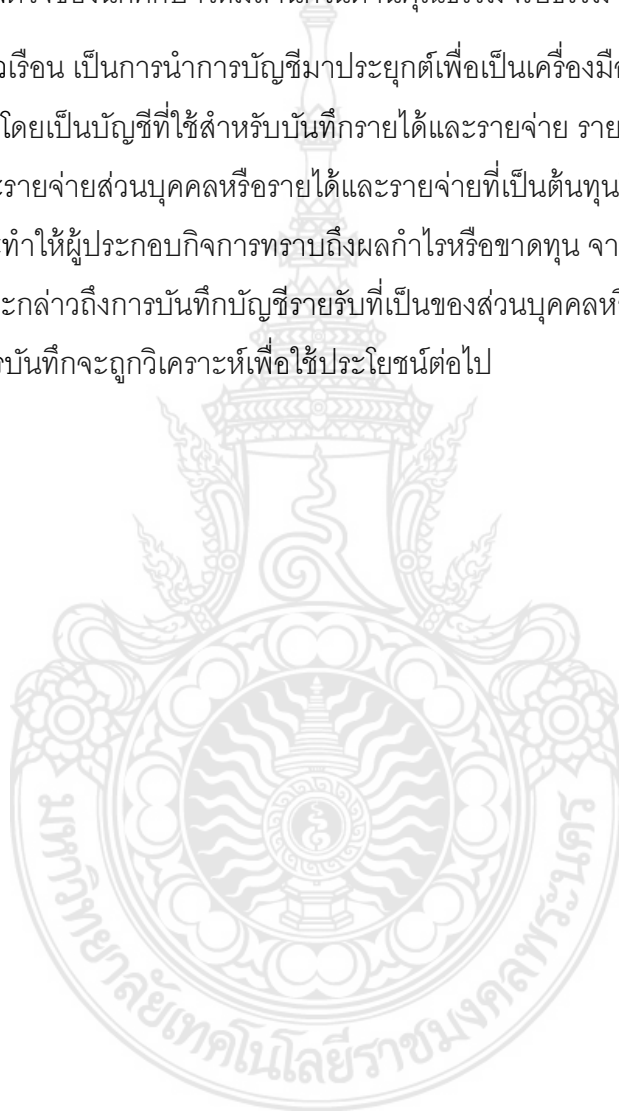 วเรือน เป็นการนำการบัญชีมาประยุกต์เพื่อเป็นเครื่องมือ
โดยเป็นบัญชีที่ใช้สำหรับบันทึกรายได้และรายจ่าย ราย
ะรายจ่ายส่วนบุคคลหรือรายได้และรายจ่ายที่เป็นต้นทุน
ะทำให้ผู้ประกอบกิจการทราบถึงผลกำไรหรือขาดทุน จา
ะกล่าวถึงการบันทึกบัญชีรายรับที่เป็นของส่วนบุคคลหรื
รบันทึกจะถูกวิเคราะห์เพื่อใช้ประโยชน์ต่อไป
มหาวิทยาลัยเทคโนโลยีราชมงคลพระนคร